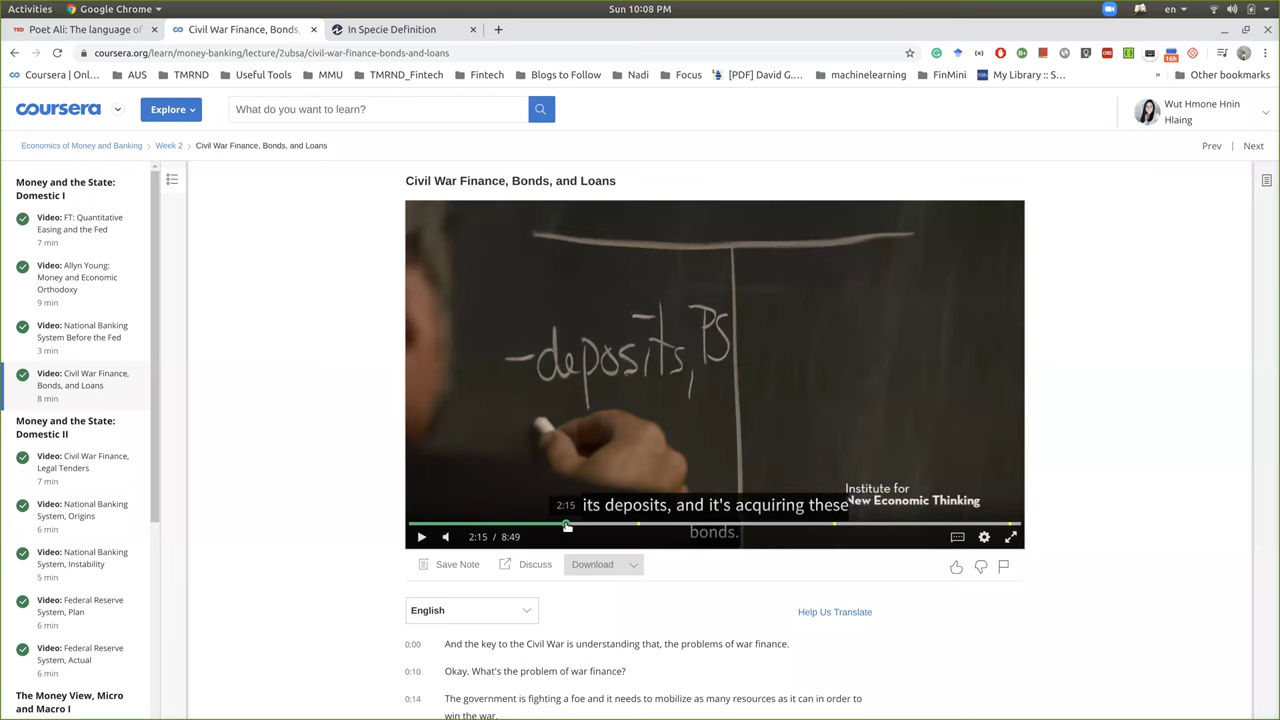 Activities
Google Chrome
Sun 10:08 PM
en
Poet Ali: The language of
Civil War Finance, Bonds,
In Specie Definition
coursera.org/learn/money-banking/lecture/2ubsa/civil-war-finance-bonds-and-loans
Coursera | Onl...
AUS
TMRND
Useful Tools
MMU
TMRND_Fintech
Fintech
Blogs to Follow
Nadi
Focus
[PDF] David G....
machinelearning
FinMini
My Library :: S...
»
Other bookmarks
coursera
Explore
What do you want to learn?
Wut Hmone Hnin
Hlaing
Economics of Money and Banking
Week 2
Civil War Finance, Bonds, and Loans
Prev
Next
Money and the State:
Domestic I
Video: FT: Quantitative
Easing and the Fed
7 min
Video: Allyn Young:
Money and Economic
Orthodoxy
9 min
Video: National Banking
System Before the Fed
3 min
Video: Civil War Finance,
Bonds, and Loans
8 min
Money and the State:
Domestic II
Video: Civil War Finance,
Legal Tenders
7 min
Video: National Banking
System, Origins
6 min
Video: National Banking
System, Instability
5 min
Video: Federal Reserve
System, Plan
6 min
Video: Federal Reserve
System, Actual
6 min
The Money View, Micro
and Macro I
Civil War Finance, Bonds, and Loans
-deposits, PS
Institute for
New Economic Thinking
2:15
its deposits, and it's acquiring these
bonds.
2:15 / 8:49
Save Note
Discuss
Download
English
Help Us Translate
0:00 And the key to the Civil War is understanding that, the problems of war finance.
0:10 Okay. What's the problem of war finance?
0:14 The government is fighting a foe and it needs to mobilize as many resources as it can in order to
win the war.